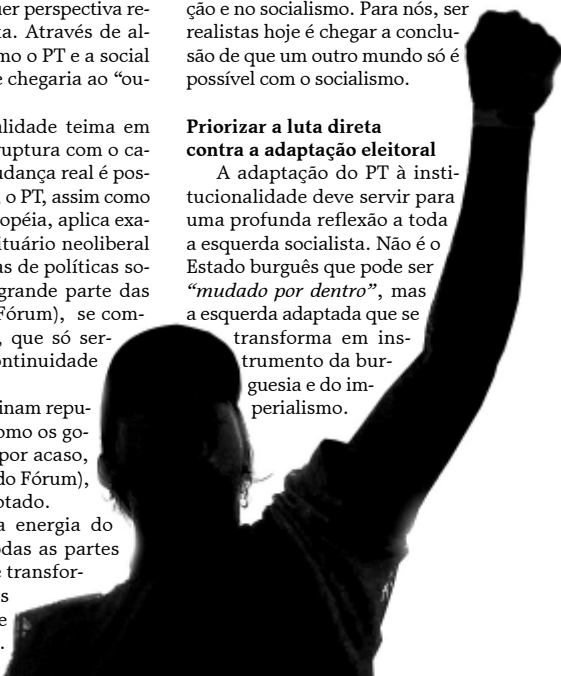 uer perspectiva re-
ta. Através de al-
mo o PT e a social
e chegaria ao “ou-
alidade teima em
ruptura com o ca-
udança real é pos-
, o PT, assim como
opéia, aplica exa-
ituário neoliberal
as de políticas so-
grande parte das
Fórum), se com-
, que só ser-
ontinuidade
inam repu-
omo os go-
por acaso,
do Fórum),
otado.
a energia do
odas as partes
e transfor-
s
e
.
ção e no socialismo. Para nós, ser
realistas hoje é chegar a conclu-
são de que um outro mundo só é
possível com o socialismo.
Priorizar a luta direta
contra a adaptação eleitoral
A adaptação do PT à insti-
tucionalidade deve servir para
uma profunda reflexão a toda
a esquerda socialista. Não é o
Estado burguês que pode ser
“mudado por dentro”, mas
a esquerda adaptada que se
transforma em ins-
trumento da bur-
guesia e do im-
perialismo.